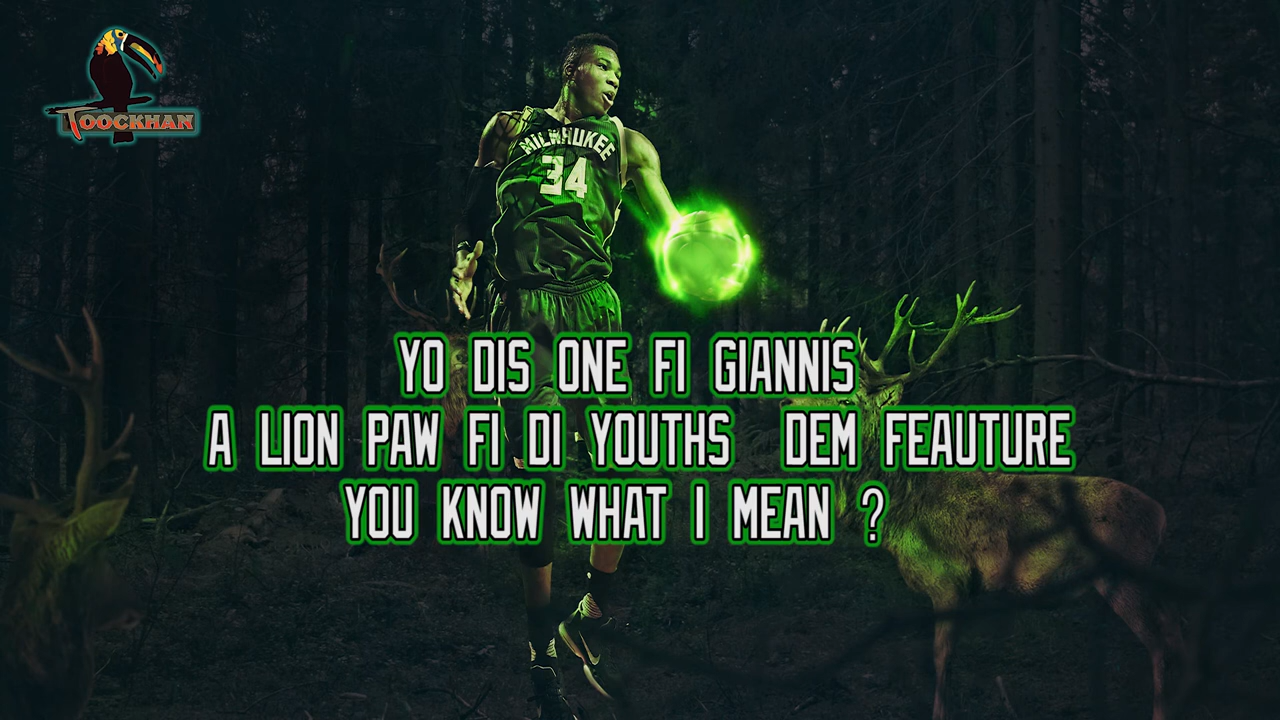 TOOCKHAN
MILWAUKEE
34
YO DIS ONE FI GIANNIS
A LION PAW FI DI YOUTHS DEM FEAUTURE
YOU KNOW WHAT I MEAN ?